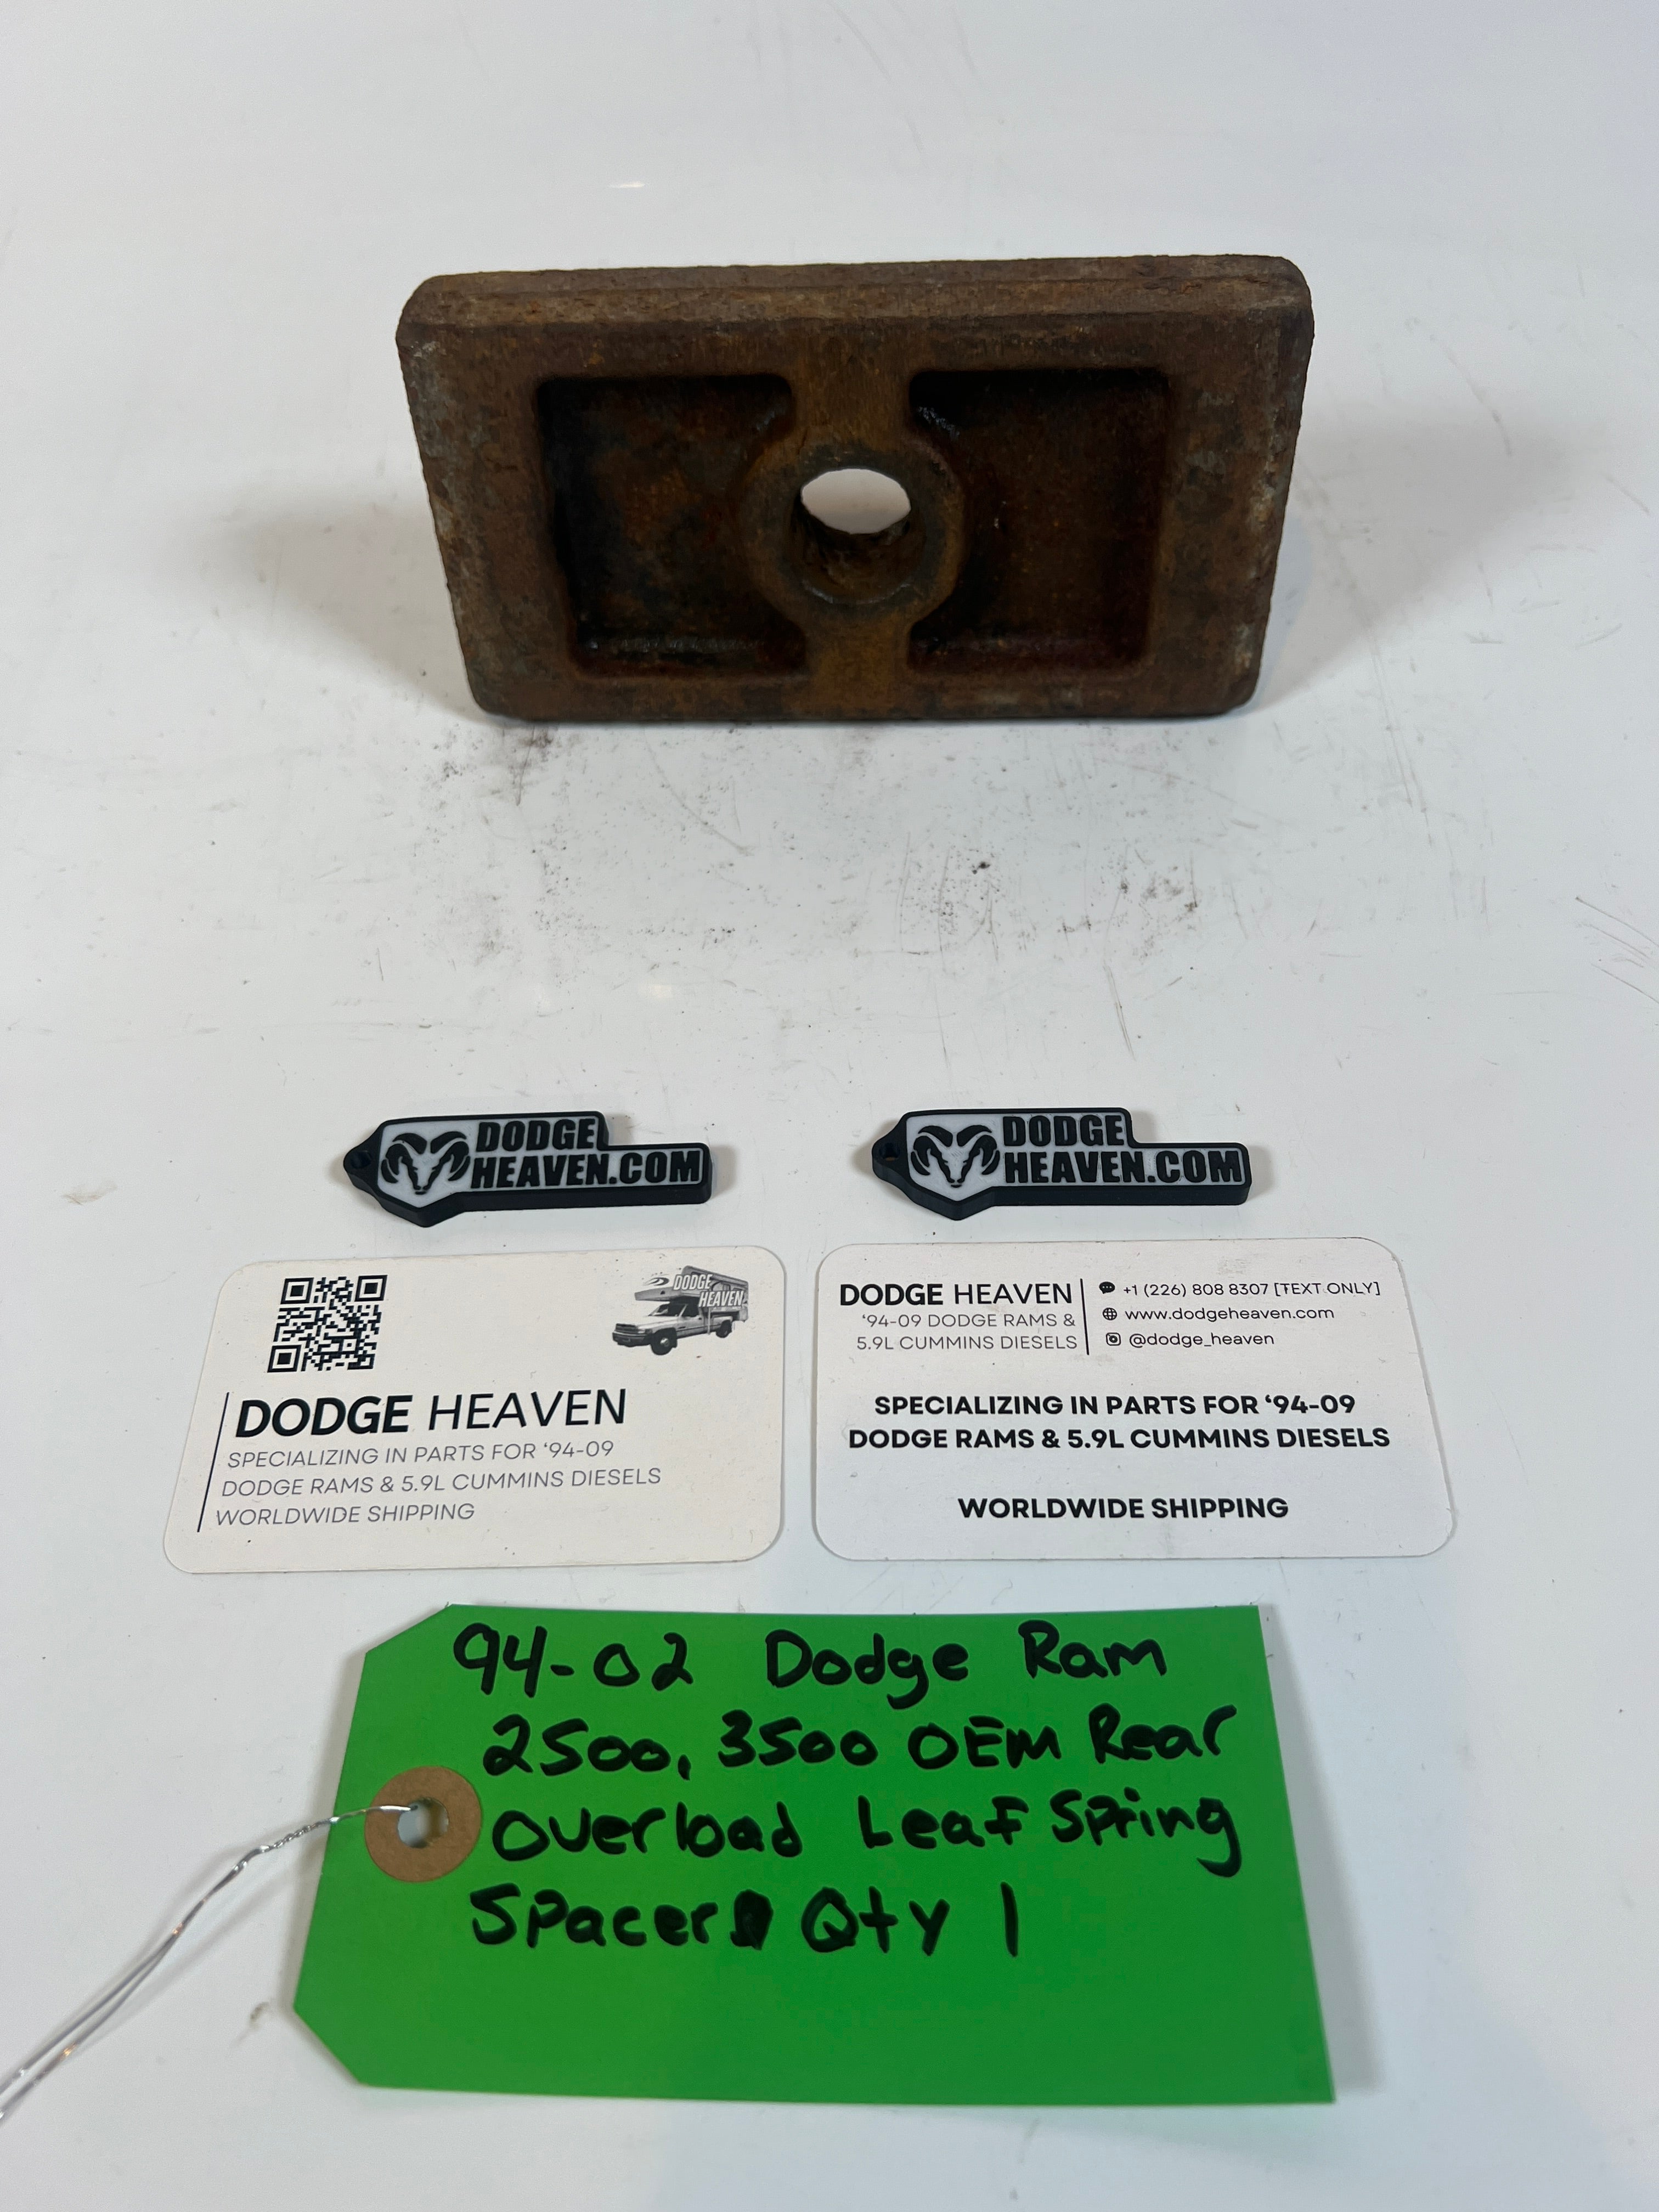 DODGE
HEAVEN.COM
DODGE
HEAVEN.COM
DODGE
HEAVEN
DODGE HEAVEN
SPECIALIZING IN PARTS FOR ‘94-09
DODGE RAMS & 5.9L CUMMINS DIESELS
WORLDWIDE SHIPPING
DODGE HEAVEN
‘94-09 DODGE RAMS &
5.9L CUMMINS DIESELS
+1 (226) 808 8307 [TEXT ONLY]
www.dodgeheaven.com
@dodge_heaven
SPECIALIZING IN PARTS FOR ‘94-09
DODGE RAMS & 5.9L CUMMINS DIESELS
WORLDWIDE SHIPPING
94-02 Dodge Ram
2500, 3500 OEM Rear
Overload Leaf Spring
Spacer Qty 1